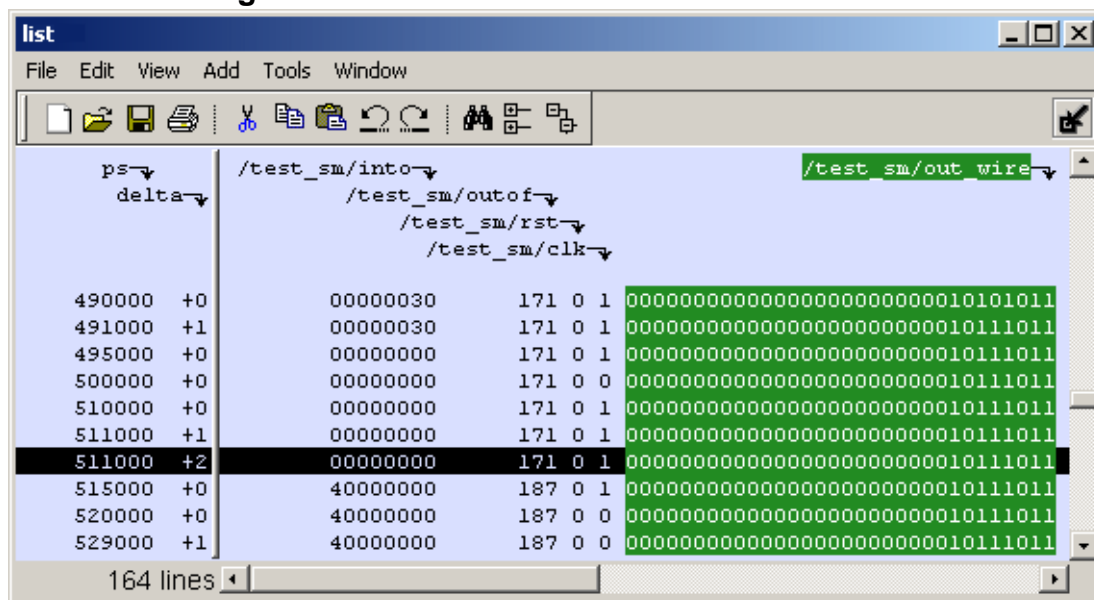 list
File Edit View Add Tools Window
ps /test_sm/into /test_sm/out_wire
delta /test_sm/outof
/test_sm/rst
/test_sm/clk
490000 +0 00000030 171 0 1 00000000000000000000000010101011
491000 +1 00000030 171 0 1 00000000000000000000000010111011
495000 +0 00000000 171 0 1 00000000000000000000000010111011
500000 +0 00000000 171 0 0 00000000000000000000000010111011
510000 +0 00000000 171 0 1 00000000000000000000000010111011
511000 +1 00000000 171 0 1 00000000000000000000000010111011
511000 +2 00000000 171 0 1 00000000000000000000000010111011
515000 +0 40000000 187 0 1 00000000000000000000000010111011
520000 +0 40000000 187 0 0 00000000000000000000000010111011
529000 +1 40000000 187 0 0 00000000000000000000000010111011
164 lines